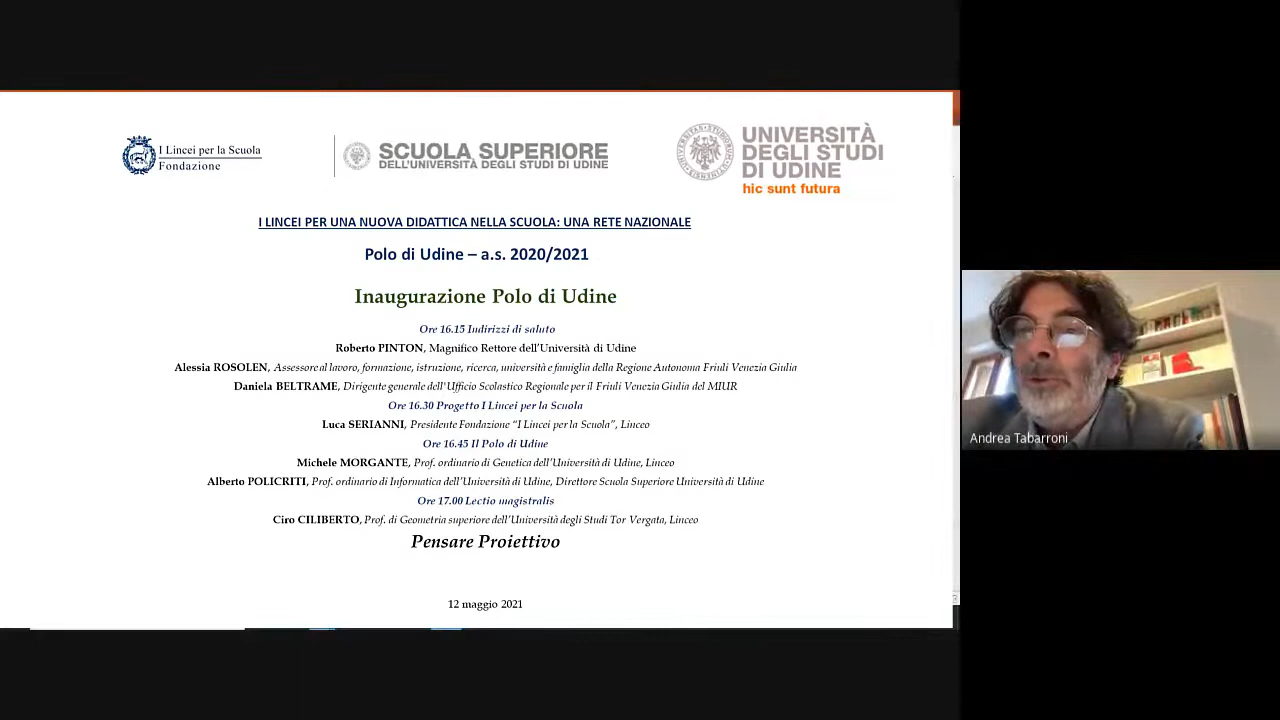 I Lincei per la Scuola
Fondazione
SCUOLA SUPERIORE
DELL'UNIVERSITÀ DEGLI STUDI DI UDINE
UNIVERSITÀ
DEGLI STUDI
DI UDINE
hic sunt futura
I LINCEI PER UNA NUOVA DIDATTICA NELLA SCUOLA: UNA RETE NAZIONALE
Polo di Udine – a.s. 2020/2021
Inaugurazione Polo di Udine
Ore 16.15 Indirizzi di saluto
Roberto PINTON, Magnifico Rettore dell'Università di Udine
Alessia ROSOLEN, Assessore al lavoro, formazione, istruzione, ricerca, università e famiglia della Regione Autonoma Friuli Venezia Giulia
Daniela BELTRAME, Dirigente generale dell'Ufficio Scolastico Regionale per il Friuli Venezia Giulia del MIUR
Ore 16.30 Progetto I Lincei per la Scuola
Luca SERIANNI, Presidente Fondazione "I Lincei per la Scuola", Linceo
Ore 16.45 Il Polo di Udine
Michele MORGANTE, Prof. ordinario di Genetica dell'Università di Udine, Linceo
Alberto POLICRITI, Prof. ordinario di Informatica dell'Università di Udine, Direttore Scuola Superiore Università di Udine
Ore 17.00 Lectio magistralis
Ciro CILIBERTO, Prof. di Geometria superiore dell'Università degli Studi Tor Vergata, Linceo
Pensare Proiettivo
12 maggio 2021
Andrea Tabarroni